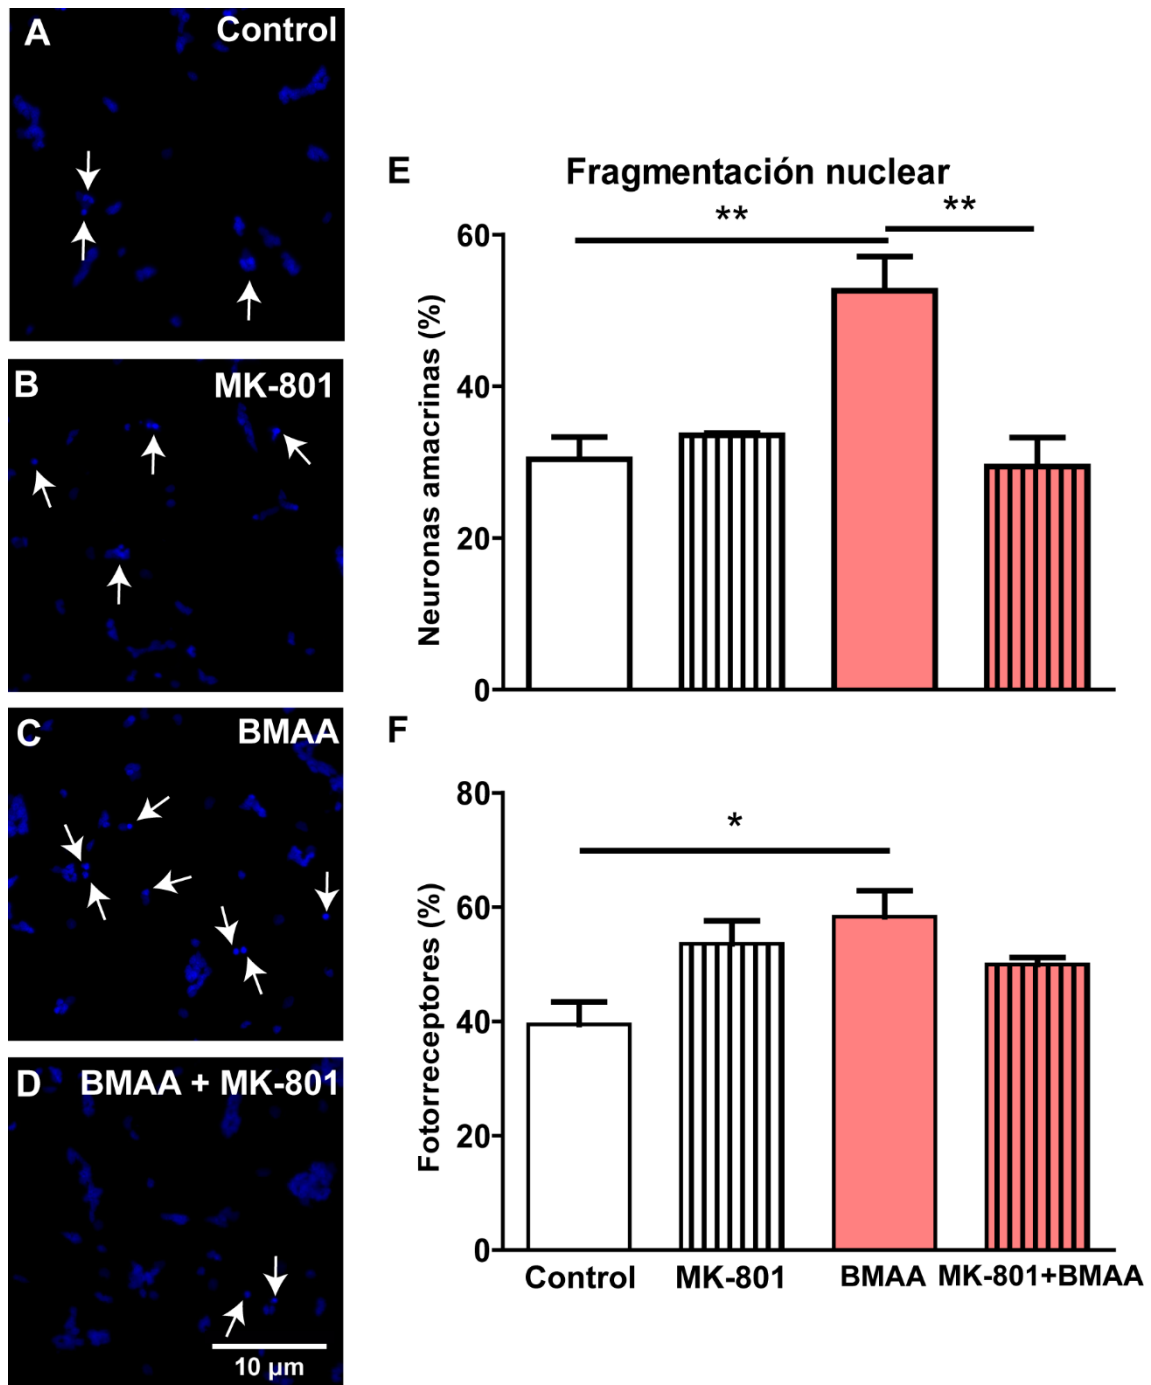 A Control
B MK-801
C BMAA
D BMAA + MK-801
10 µm
E Fragmentación nuclear
** **
60
40
20
0
Neuronas amacrinas (%)
F
*
80
60
40
20
0
Fotorreceptores (%)
Control MK-801 BMAA MK-801+BMAA